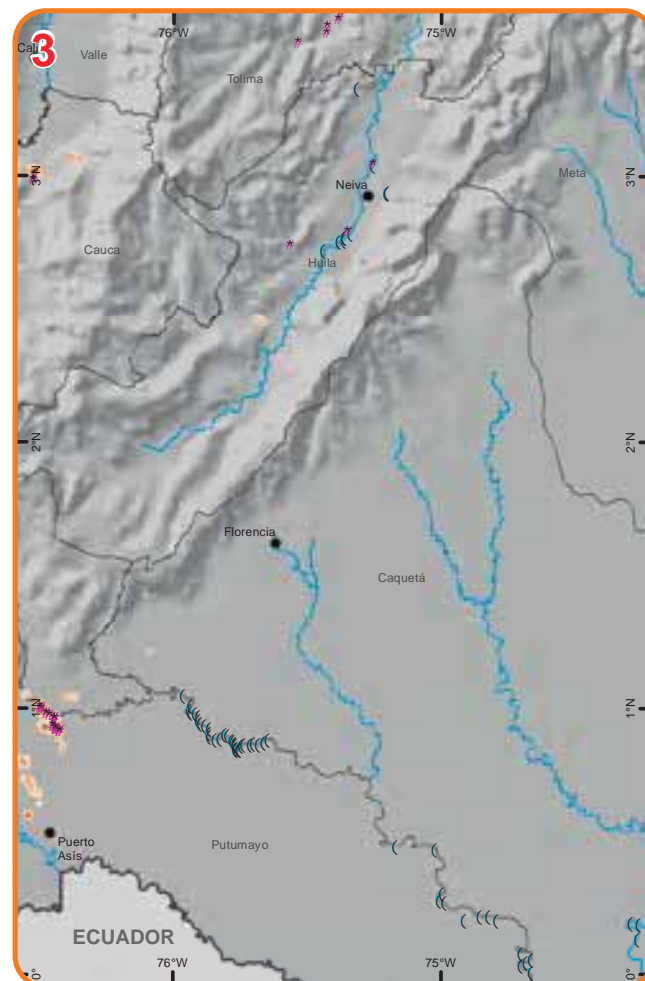 3
76°W
75°W
Cali
Valle
Tolima
3°N
3°N
Neiva
Meta
Cauca
Huila
2°N
2°N
Florencia
Caquetá
1°N
1°N
Puerto
Asís
Putumayo
ECUADOR
0°
76°W
75°W
0°